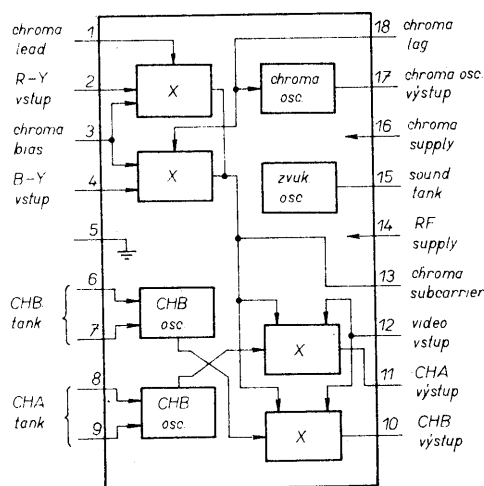 chroma
lead
1
R-Y
vstup
2
chroma
bias
3
B-Y
vstup
4
5
CHB
tank
6
7
CHA
tank
8
9
X
X
chroma
osc.
zvuk
osc
CHB
osc.
CHB
osc.
X
X
18
chroma
lag
17
chroma osc.
výstup
16
chroma
supply
15
sound
tank
14
RF
supply
13
chroma
subcarrier
12
video
vstup
11
CHA
výstup
10
CHB
výstup